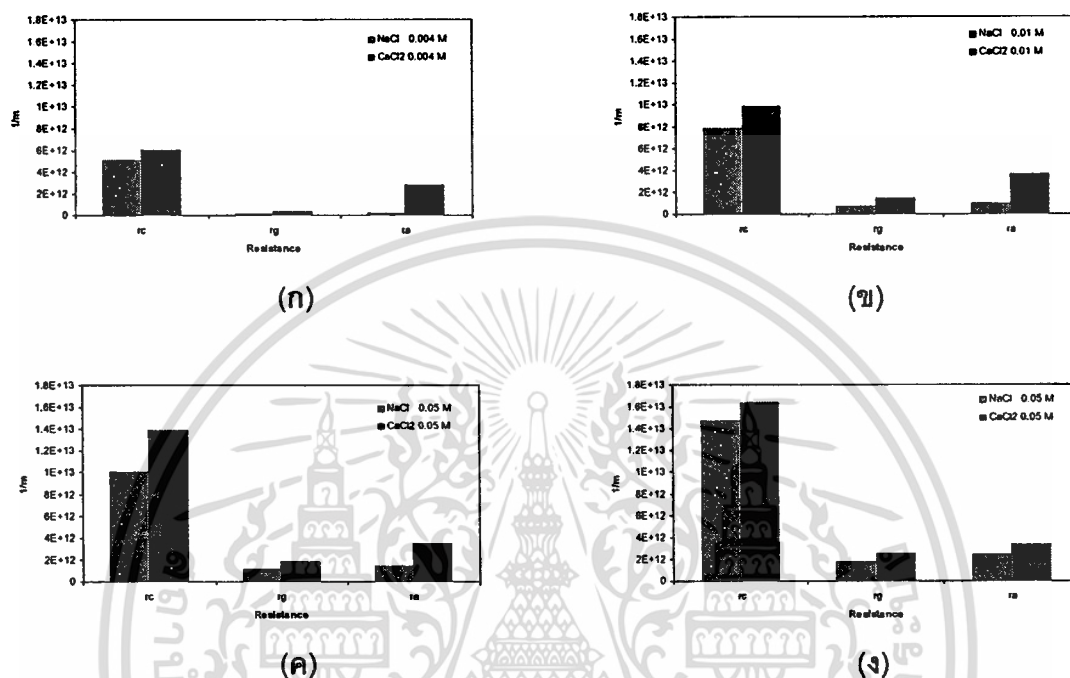 1.8E+13
1.6E+13
1.4E+13
1.2E+13
1E+13
8E+12
6E+12
4E+12
2E+12
0
1/m
NaCl 0.004 M
CaCl2 0.004 M
rc rg ra
Resistance
(ก)
1.8E+13
1.6E+13
1.4E+13
1.2E+13
1E+13
8E+12
6E+12
4E+12
2E+12
0
1/m
NaCl 0.01 M
CaCl2 0.01 M
rc rg ra
Resistance
(ข)
1.8E+13
1.6E+13
1.4E+13
1.2E+13
1E+13
8E+12
6E+12
4E+12
2E+12
0
1/m
NaCl 0.05 M
CaCl2 0.05 M
rc rg ra
Resistance
(ค)
1.8E+13
1.6E+13
1.4E+13
1.2E+13
1E+13
8E+12
6E+12
4E+12
2E+12
0
1/m
NaCl 0.05 M
CaCl2 0.05 M
rc rg ra
Resistance
(ง)